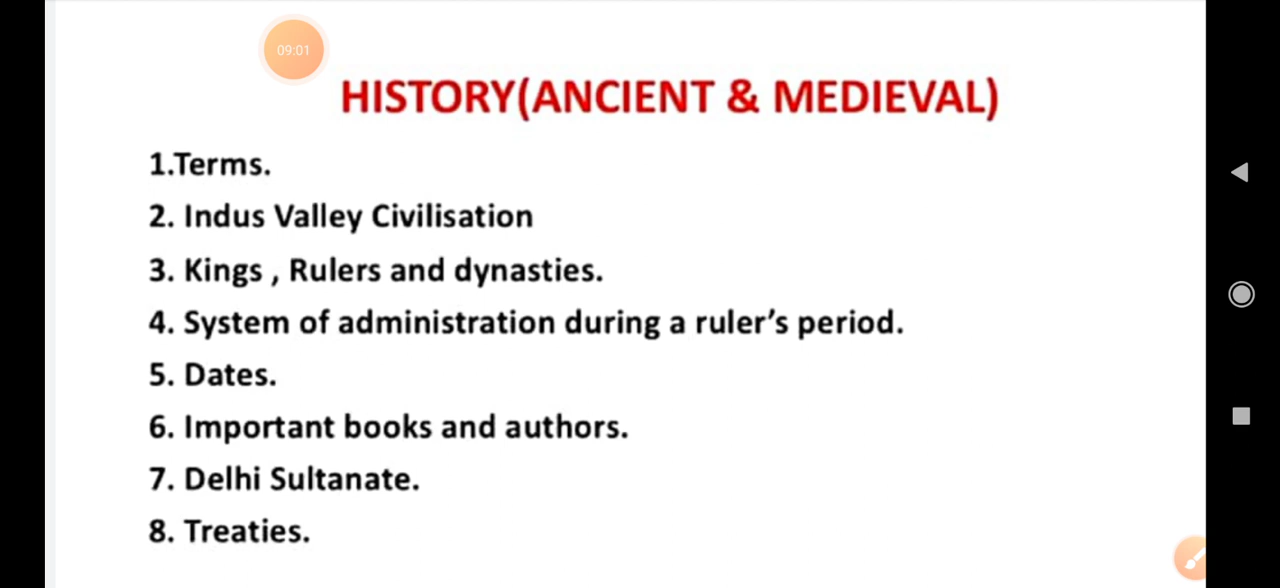 09:01
HISTORY(ANCIENT & MEDIEVAL)
1.Terms.
2. Indus Valley Civilisation
3. Kings , Rulers and dynasties.
4. System of administration during a ruler’s period.
5. Dates.
6. Important books and authors.
7. Delhi Sultanate.
8. Treaties.